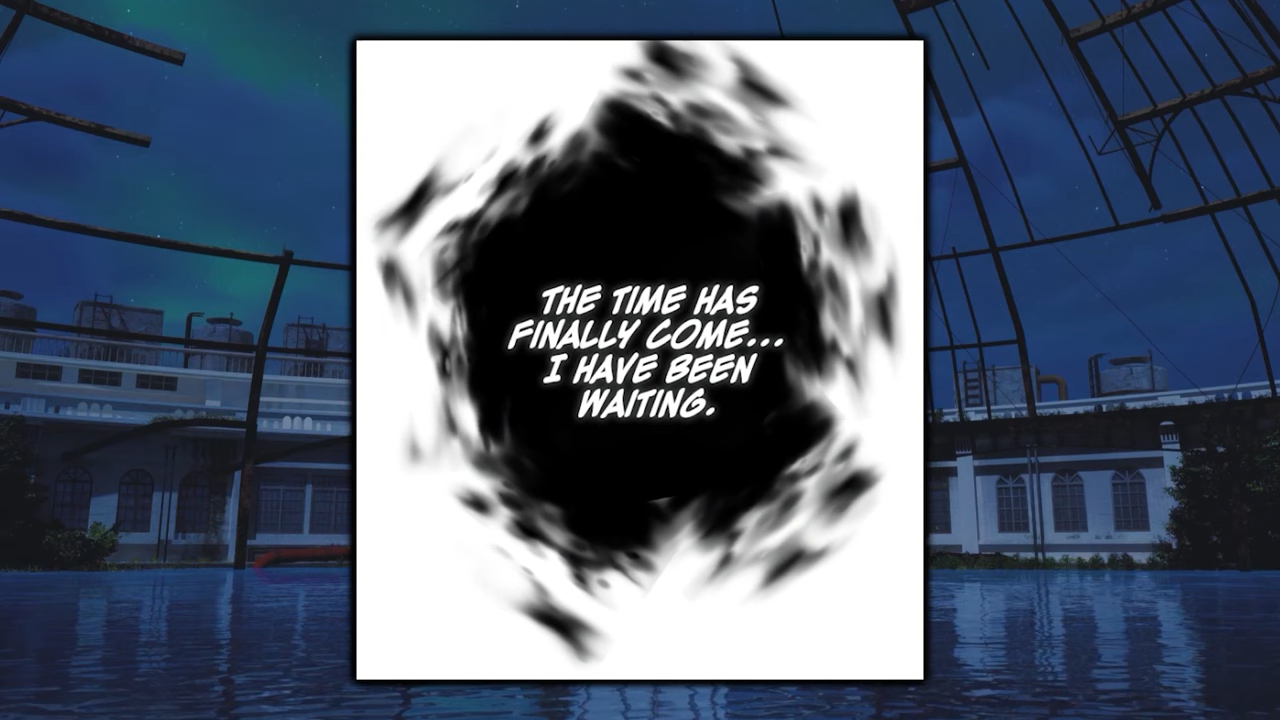 THE TIME HAS
FINALLY COME...
I HAVE BEEN
WAITING.